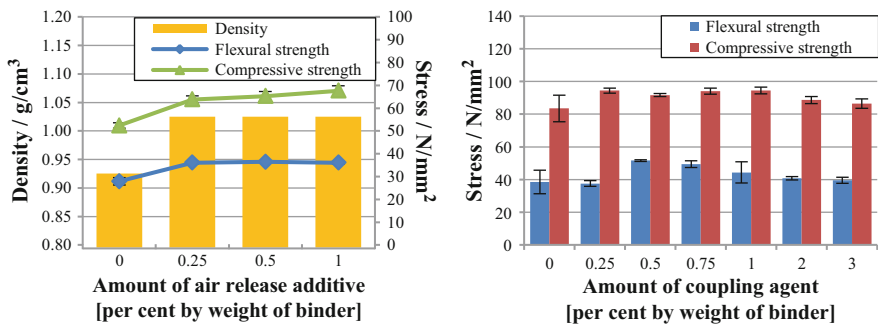 1.20
1.15
1.10
1.05
1.00
0.95
0.90
0.85
0.80
Density / g/cm3
Density
Flexural strength
Compressive strength
100
90
80
70
60
50
40
30
20
10
0
Stress / N/mm2
0 0.25 0.5 1
Amount of air release additive
[per cent by weight of binder]
140
120
100
80
60
40
20
0
Stress / N/mm2
Flexural strength
Compressive strength
0 0.25 0.5 0.75 1 2 3
Amount of coupling agent
[per cent by weight of binder]